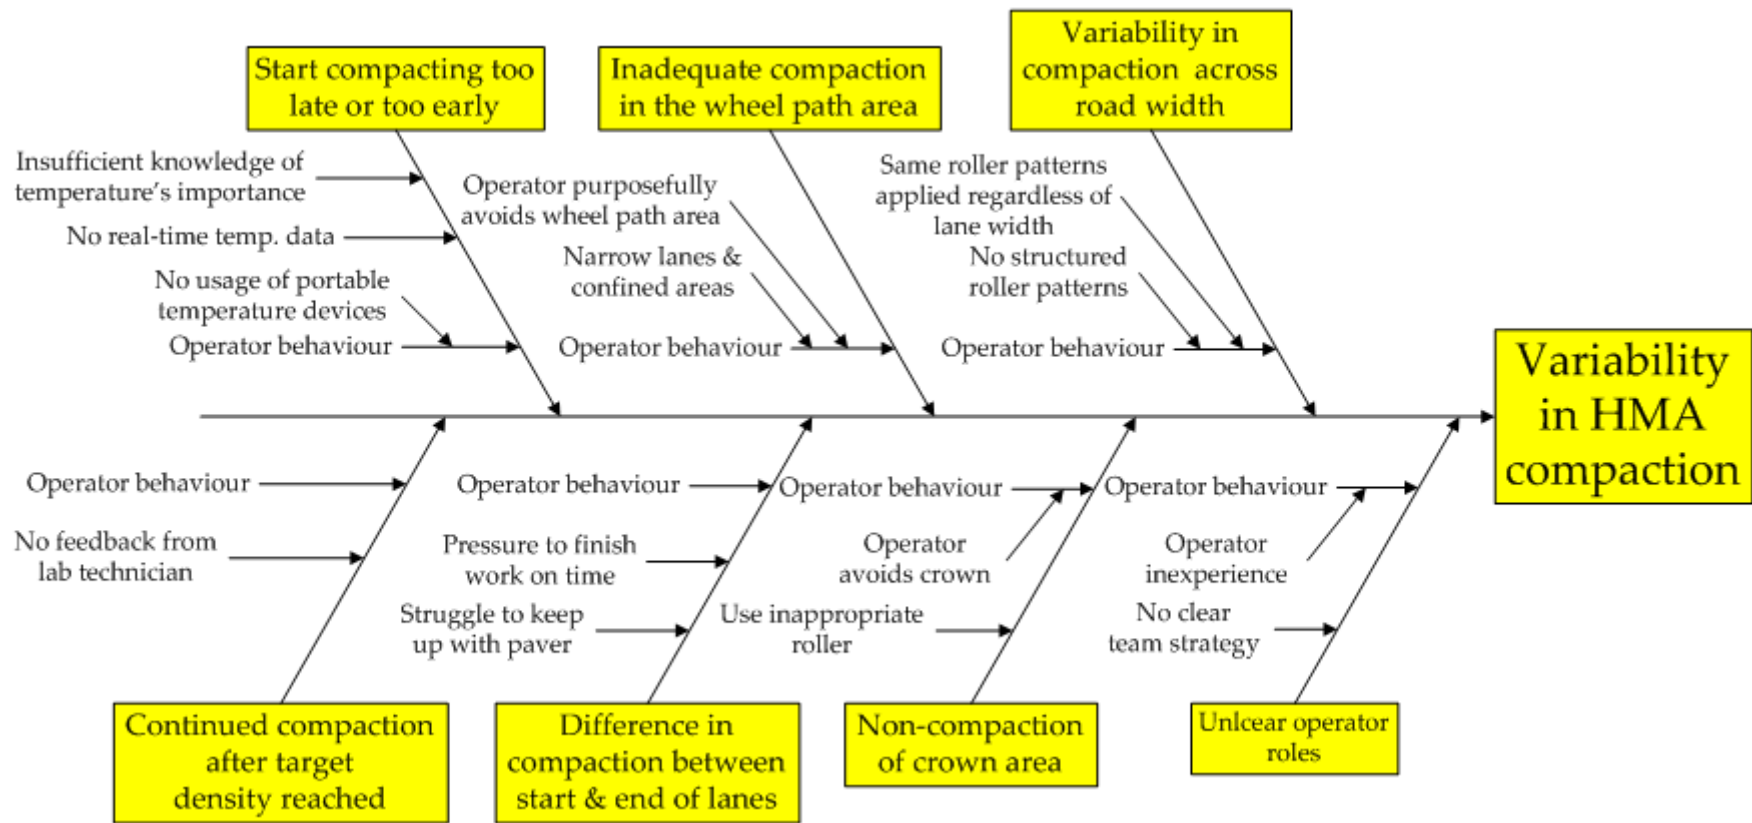 Start compacting too
late or too early
Inadequate compaction
in the wheel path area
Variability in
compaction across
road width
Insufficient knowledge of
temperature's importance
No real-time temp. data
No usage of portable
temperature devices
Operator behaviour
Operator purposefully
avoids wheel path area
Narrow lanes &
confined areas
Operator behaviour
Same roller patterns
applied regardless of
lane width
No structured
roller patterns
Operator behaviour
Variability
in HMA
compaction
Operator behaviour
No feedback from
lab technician
Operator behaviour
Pressure to finish
work on time
Struggle to keep
up with paver
Operator behaviour
Operator
avoids crown
Use inappropriate
roller
Operator behaviour
Operator
inexperience
No clear
team strategy
Continued compaction
after target
density reached
Difference in
compaction between
start & end of lanes
Non-compaction
of crown area
Unlcear operator
roles